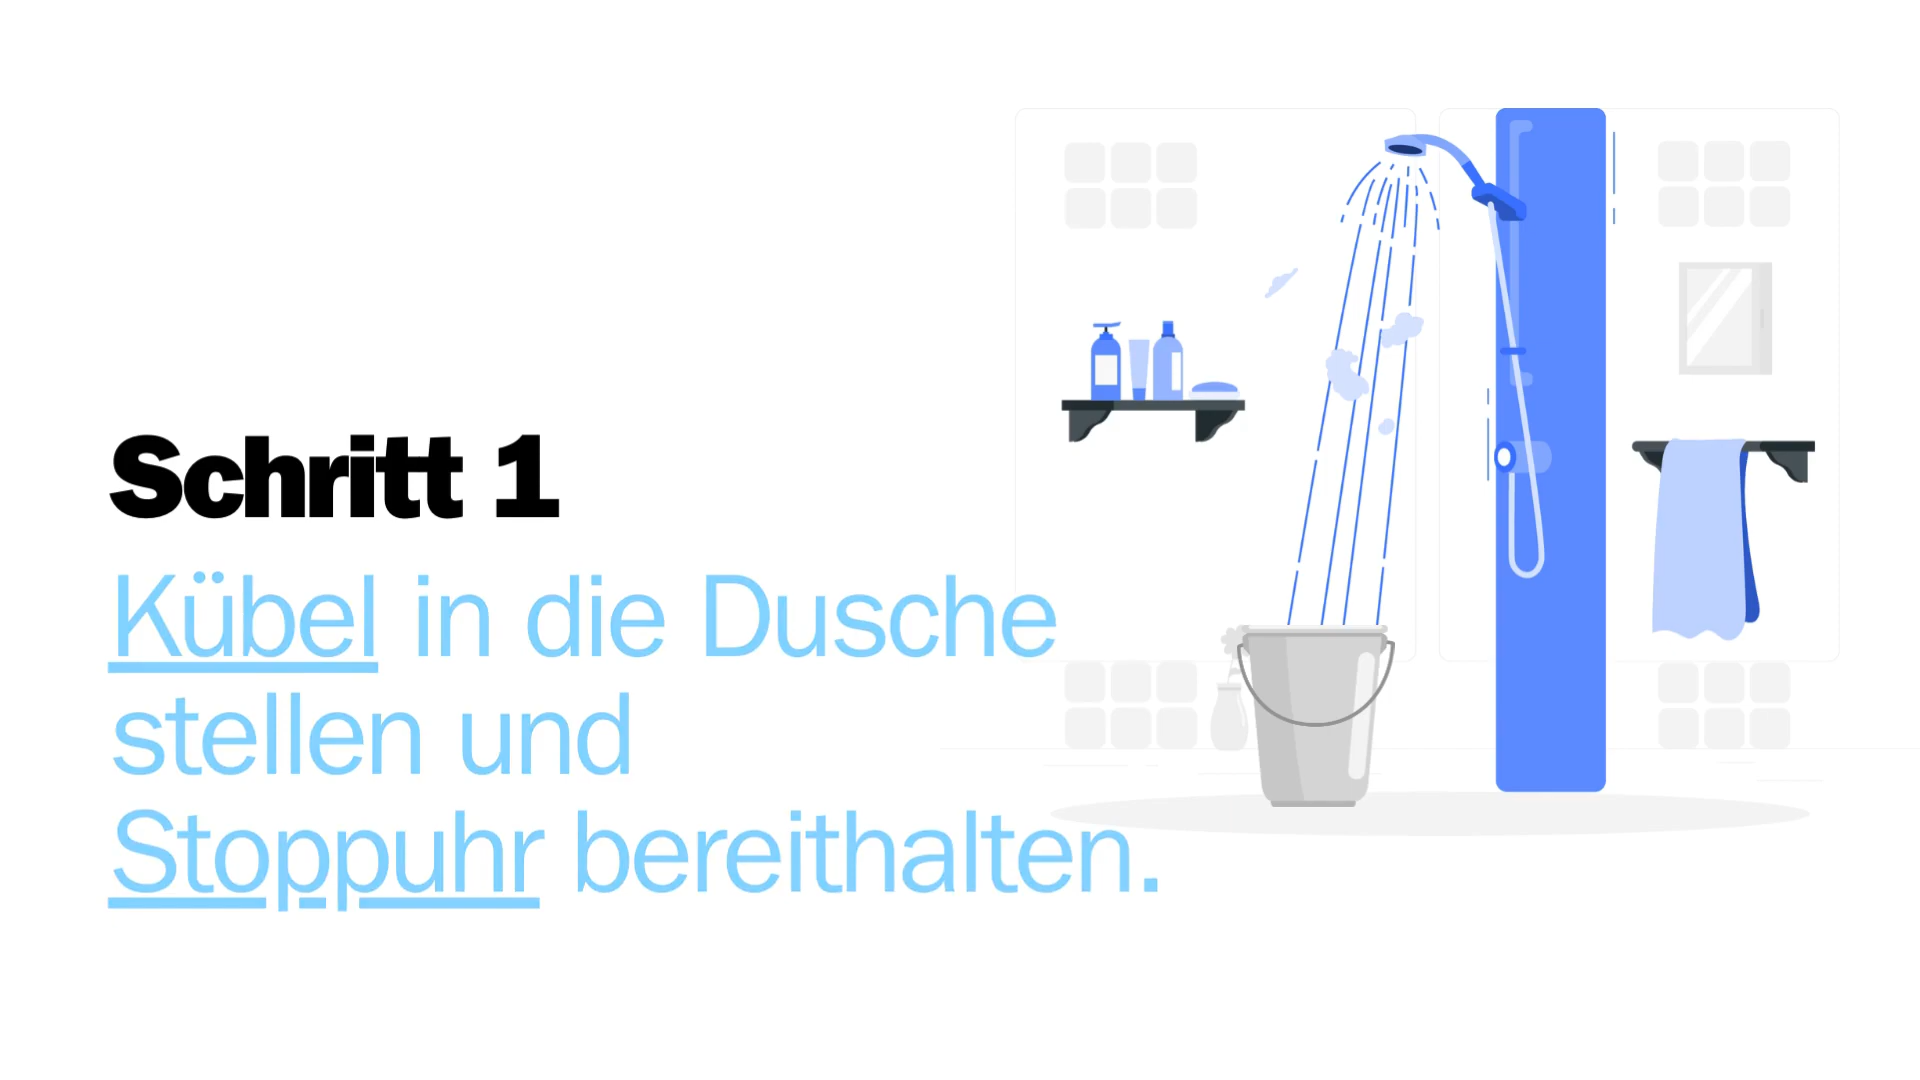 Schritt 1
Kübel in die Dusche
stellen und
Stoppuhr bereithalten.